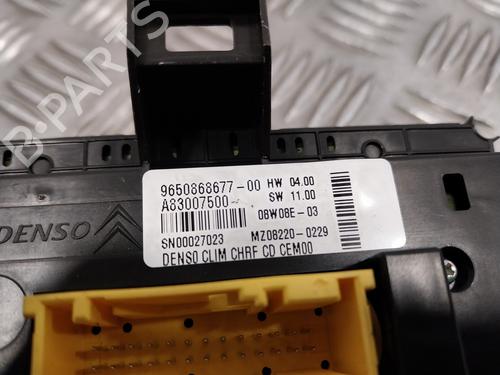 9650868677-00 HW 04.00
A83007500- SW 11.00
08W08E-03
SN00027023 MZ08220-0229
DENSO CLIM CHRF CD CEM00
DENSO